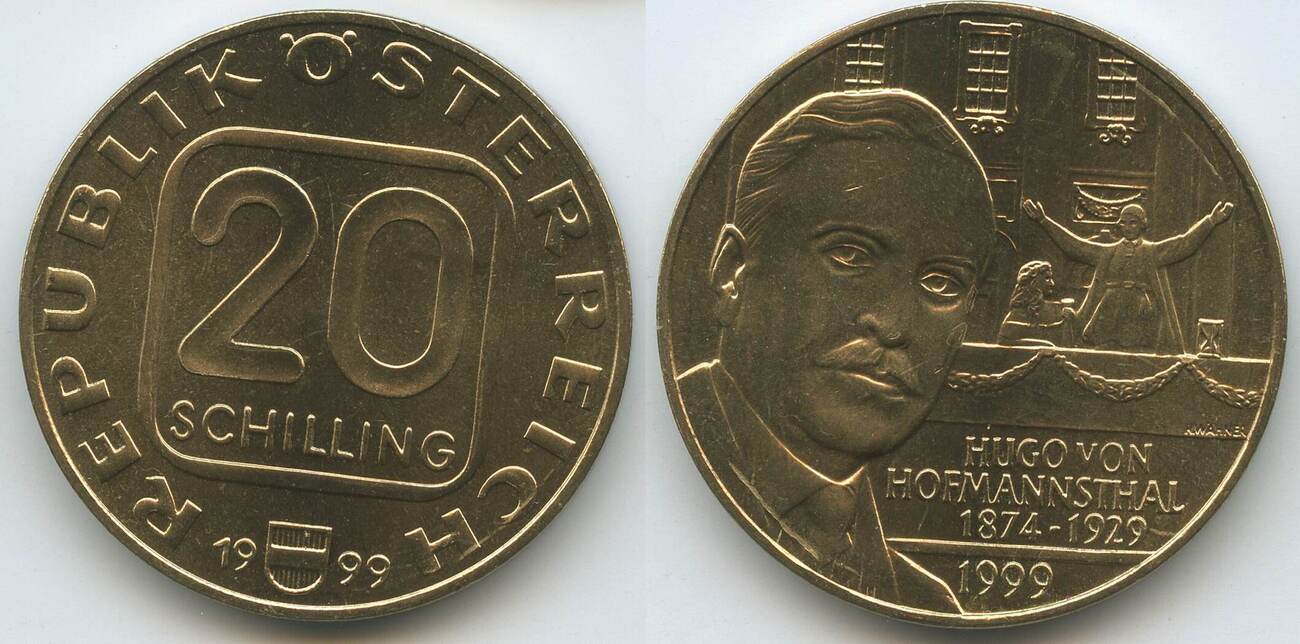 REPUBLIK ÖSTERREICH
20
SCHILLING
19 99
HUGO VON
HOFMANNSTHAL
1874-1929
1999